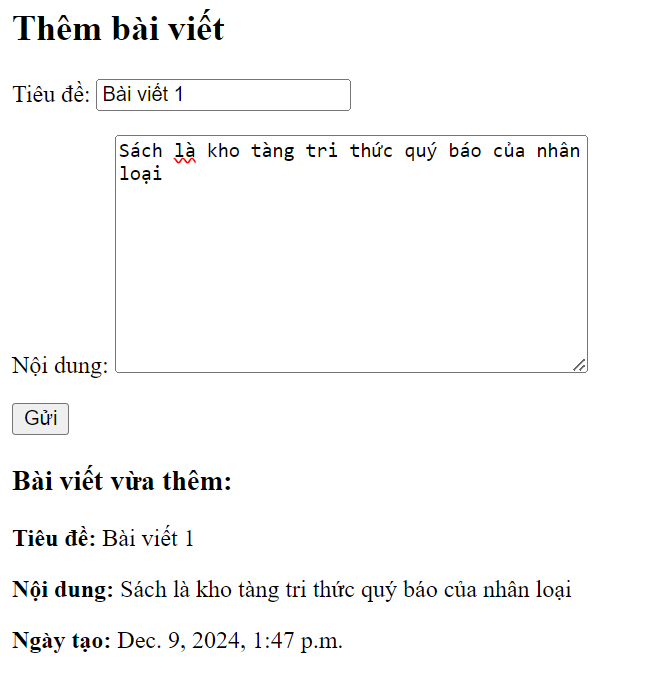 Thêm bài viết
Tiêu đề: Bài viết 1
Sách là kho tàng tri thức quý báo của nhân
loại
Nội dung:
Gửi
Bài viết vừa thêm:
Tiêu đề: Bài viết 1
Nội dung: Sách là kho tàng tri thức quý báo của nhân loại
Ngày tạo: Dec. 9, 2024, 1:47 p.m.